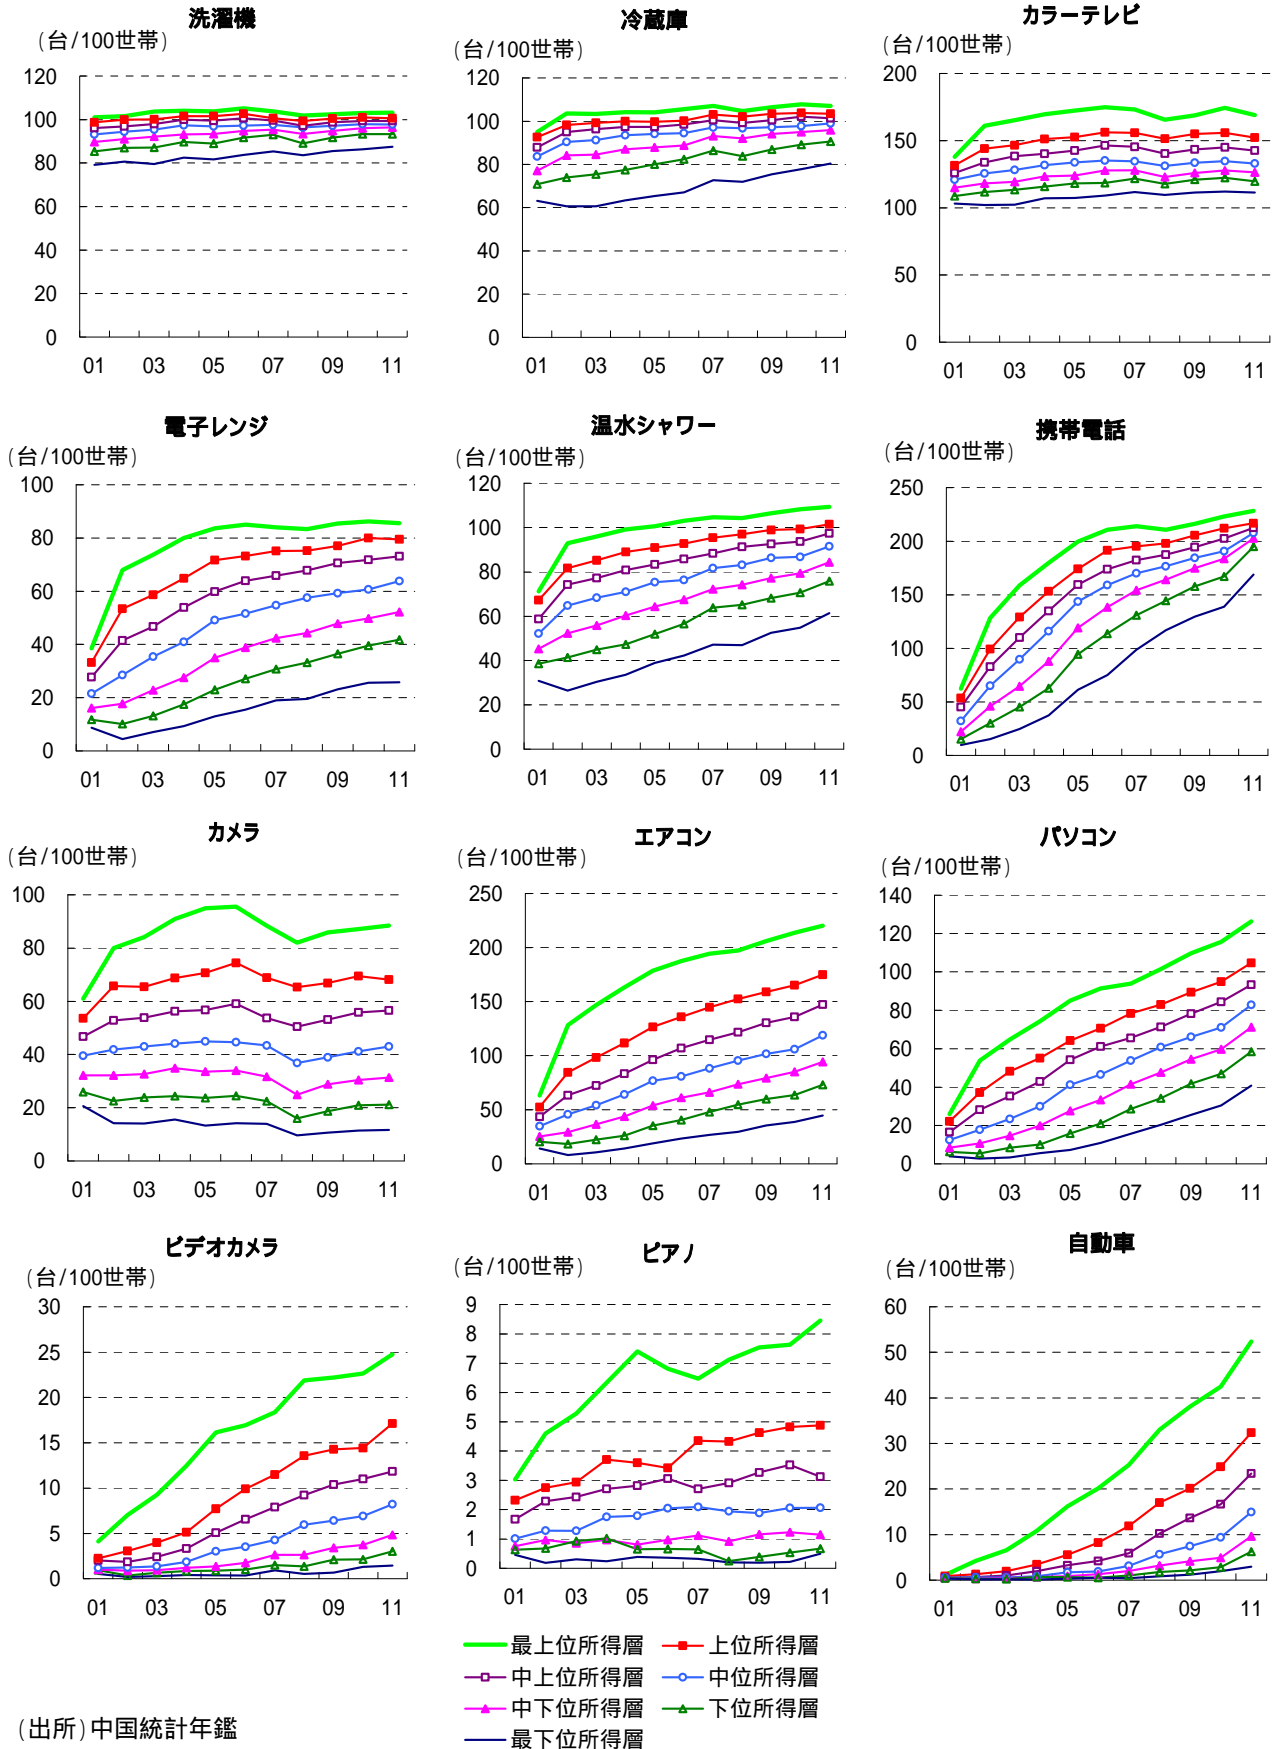 洗濯機
(台/100世帯)
120
100
80
60
40
20
0
01 03 05 07 09 11
冷蔵庫
(台/100世帯)
120
100
80
60
40
20
0
01 03 05 07 09 11
カラーテレビ
(台/100世帯)
200
150
100
50
0
01 03 05 07 09 11
電子レンジ
(台/100世帯)
100
80
60
40
20
0
01 03 05 07 09 11
温水シャワー
(台/100世帯)
120
100
80
60
40
20
0
01 03 05 07 09 11
携帯電話
(台/100世帯)
250
200
150
100
50
0
01 03 05 07 09 11
カメラ
(台/100世帯)
100
80
60
40
20
0
01 03 05 07 09 11
エアコン
(台/100世帯)
250
200
150
100
50
0
01 03 05 07 09 11
パソコン
(台/100世帯)
140
120
100
80
60
40
20
0
01 03 05 07 09 11
ビデオカメラ
(台/100世帯)
30
25
20
15
10
5
0
01 03 05 07 09 11
ピアノ
(台/100世帯)
9
8
7
6
5
4
3
2
1
0
01 03 05 07 09 11
自動車
(台/100世帯)
60
50
40
30
20
10
0
01 03 05 07 09 11
最上位所得層 上位所得層
中上位所得層 中位所得層
中下位所得層 下位所得層
最下位所得層
(出所)中国統計年鑑